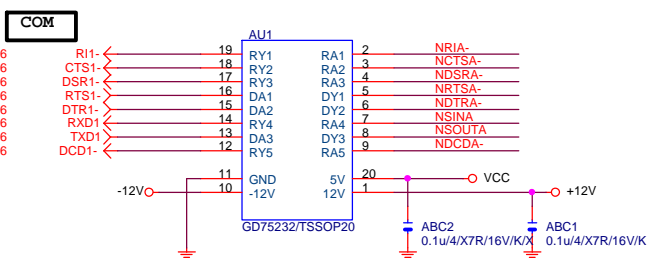 COM
AU1
6 RI1- 19 RY1 RA1 2 NRIA-
6 CTS1- 18 RY2 RA2 3 NCTSA-
6 DSR1- 17 RY3 RA3 4 NDSRA-
6 RTS1- 16 DA1 DY1 5 NRTSA-
6 DTR1- 15 DA2 DY2 6 NDTRA-
6 RXD1 14 RY4 RA4 7 NSINA
6 TXD1 13 DA3 DY3 8 NSOUTA
6 DCD1- 12 RY5 RA5 9 NDCDA-
11 GND 5V 20 VCC
-12V 10 -12V 12V 1 +12V
GD75232/TSSOP20
ABC2 ABC1
0.1u/4/X7R/16V/K/X 0.1u/4/X7R/16V/K